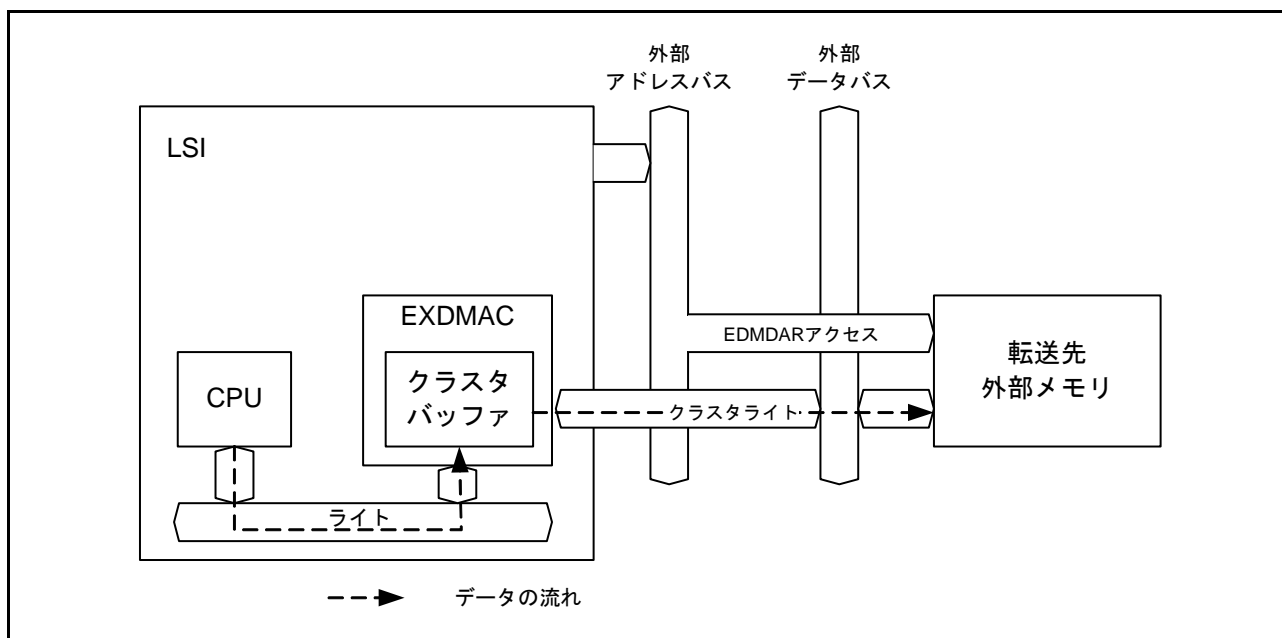 外部
アドレスバス
外部
データバス
LSI
EXDMAC
EDMDARアクセス
転送先
外部メモリ
CPU
クラスタ
バッファ
クラスタライト
ライト
データの流れ